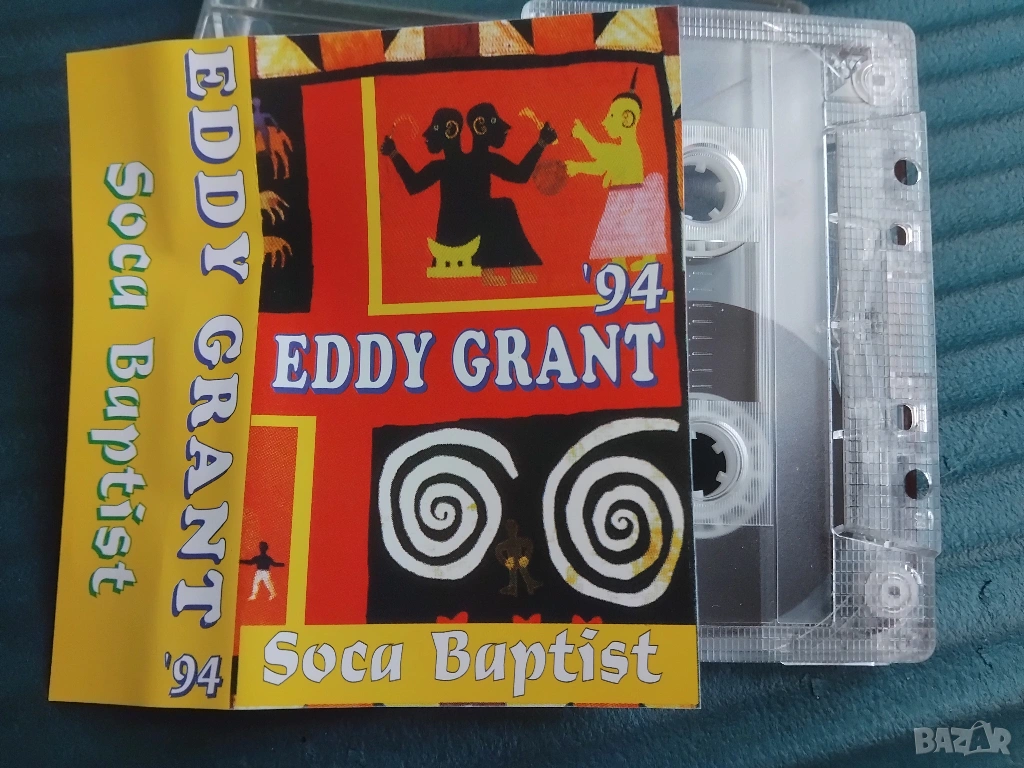 Soca Baptist
EDDY GRANT '94
'94
EDDY GRANT
Soca Baptist
BAZAR